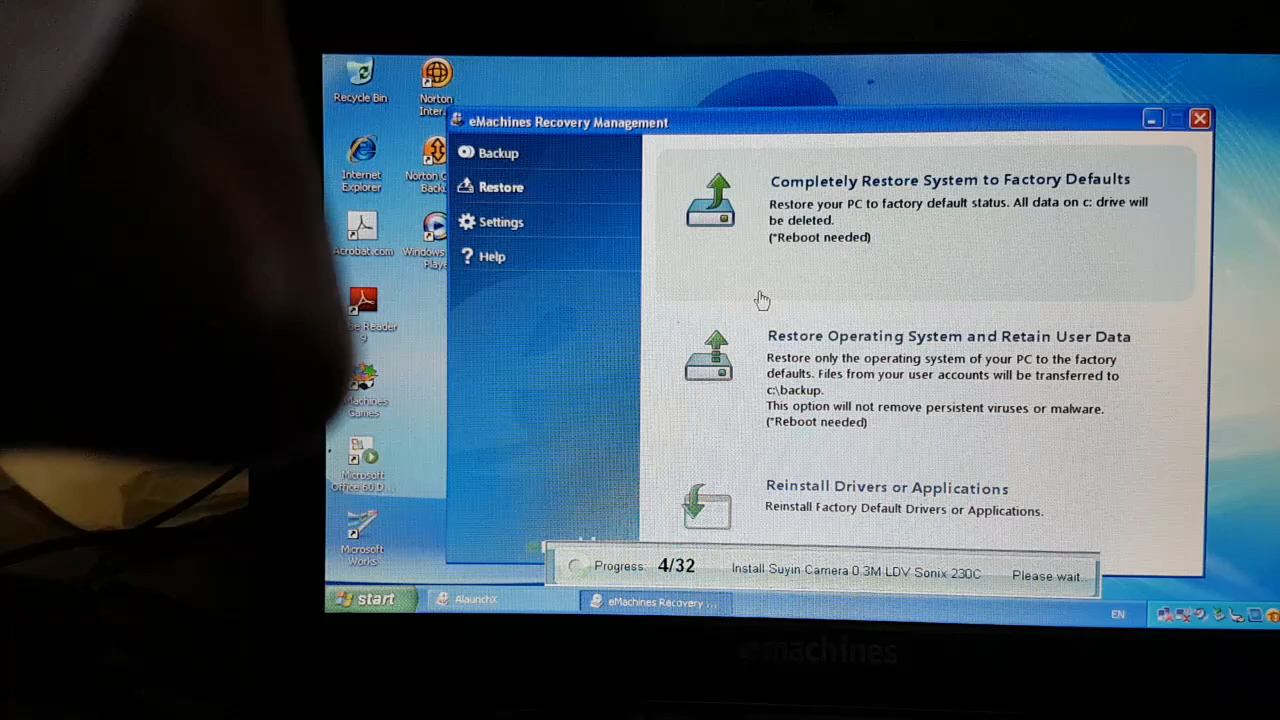 Recycle Bin
Norton
Inter
Internet
Explorer
Norton
Back
Acrobat.com
Windows
Playe
Reader
9
Games
Microsoft
Office 60 D...
Microsoft
Works
eMachines Recovery Management
Backup
Restore
Settings
Help
Completely Restore System to Factory Defaults
Restore your PC to factory default status. All data on c: drive will
be deleted.
(*Reboot needed)
Restore Operating System and Retain User Data
Restore only the operating system of your PC to the factory
defaults. Files from your user accounts will be transferred to
c:\backup.
This option will not remove persistent viruses or malware.
(*Reboot needed)
Reinstall Drivers or Applications
Reinstall Factory Default Drivers or Applications.
Progress: 4/32 Install Suyin Camera 0.3M LDV Sonix 230C Please wait..
start
AlaunchX
eMachines Recovery ...
EN
emachines